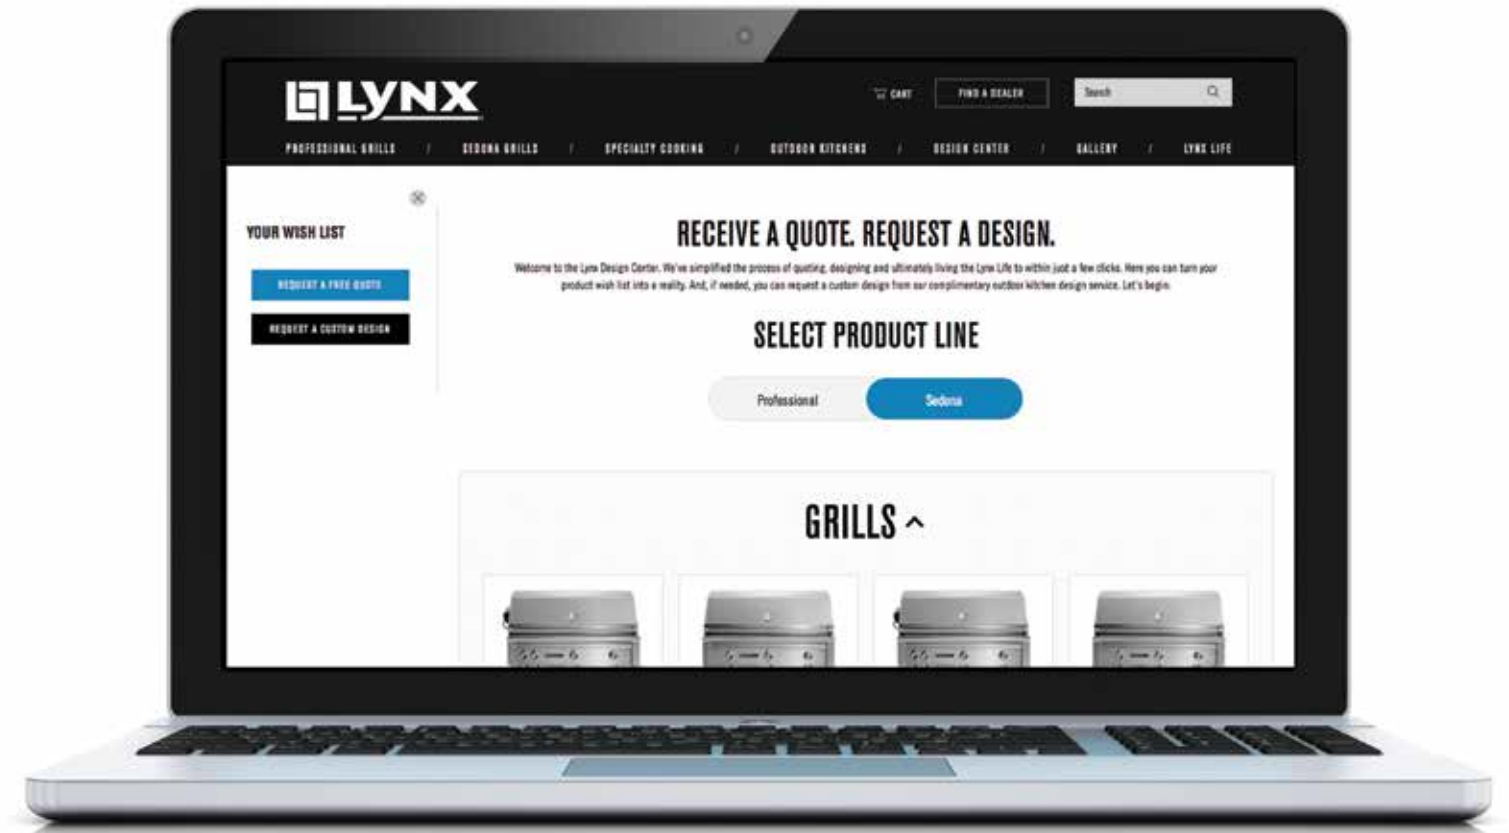 LYNX
CART
FIND A DEALER
Search
PROFESSIONAL GRILLS / SEDONA GRILLS / SPECIALTY COOKING / OUTDOOR KITCHENS / DESIGN CENTER / GALLERY / LYNX LIFE
YOUR WISH LIST
REQUEST A FREE QUOTE
REQUEST A CUSTOM DESIGN
RECEIVE A QUOTE. REQUEST A DESIGN.
Welcome to the Lynx Design Center. We've simplified the process of quoting, designing and ultimately living the Lynx Life to within just a few clicks. Here you can turn your
product wish list into a reality. And, if needed, you can request a custom design from our complimentary outdoor kitchen design service. Let's begin.
SELECT PRODUCT LINE
Professional
Sedona
GRILLS